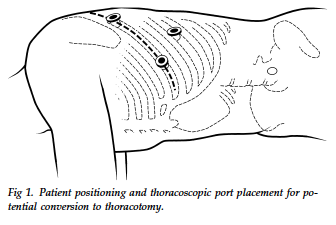 Fig 1. Patient positioning and thoracoscopic port placement for po-
tential conversion to thoracotomy.